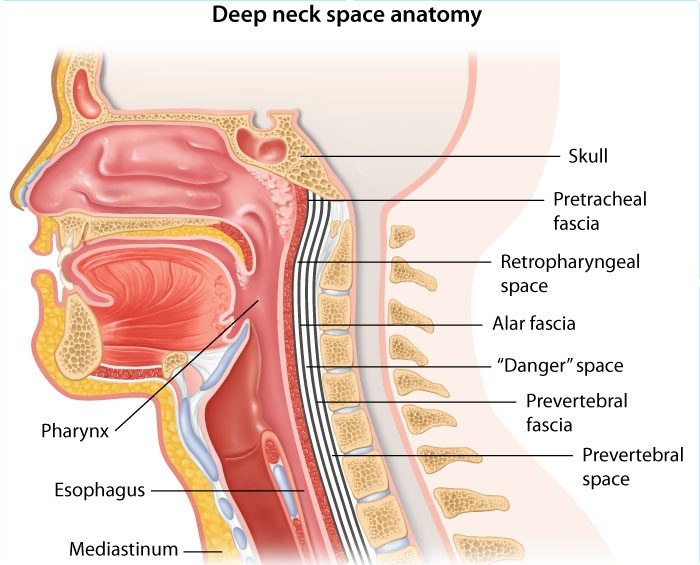 Deep neck space anatomy
Skull
Pretracheal
fascia
Retropharyngeal
space
Alar fascia
“Danger” space
Prevertebral
fascia
Prevertebral
space
Pharynx
Esophagus
Mediastinum